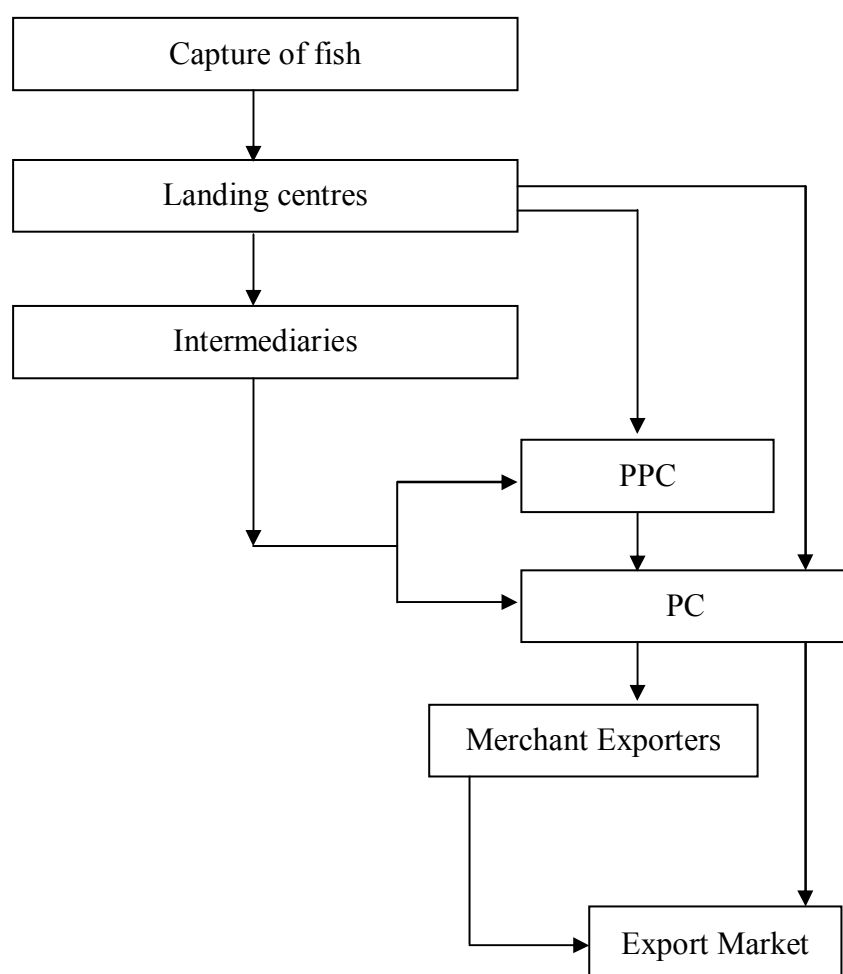 Capture of fish
Landing centres
Intermediaries
PPC
PC
Merchant Exporters
Export Market